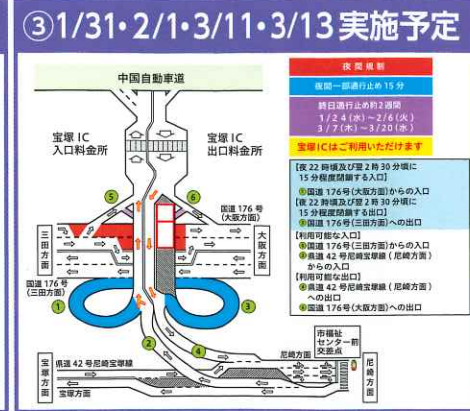 ③1/31・2/1・3/11・3/13実施予定
中国自動車道
宝塚IC
入口料金所
宝塚IC
出口料金所
⑤
⑥
国道176号
(大阪方面)
三田方面
大阪方面
国道176号
(三田方面)
①
③
②
④
宝塚方面
県道42号尼崎宝塚線
宝塚方面
尼崎方面
市福祉
センター前
交差点
尼崎方面
夜間規制
夜間一部通行止め15分
終日通行止め約2週間
1/24(水)～2/6(火)
3/7(木)～3/20(水)
宝塚ICはご利用いただけます
【夜22時頃及び翌2時30分頃に
15分程度閉鎖する入口】
①国道176号(大阪方面)からの入口
【夜22時頃及び翌2時30分頃に
15分程度閉鎖する出口】
③国道176号(三田方面)への出口
【利用可能な入口】
国道176号(三田方面)からの入口
県道42号尼崎宝塚線(尼崎方面)
からの入口
【利用可能な出口】
県道42号尼崎宝塚線(尼崎方面)
への出口
国道176号(大阪方面)への出口